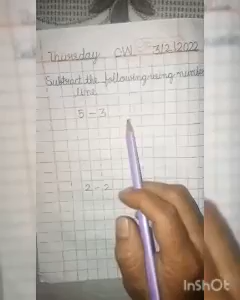 Thursday CW - 3/2/2022
Subtract the following using number
line
5 - 3
2 - 2
InShOt